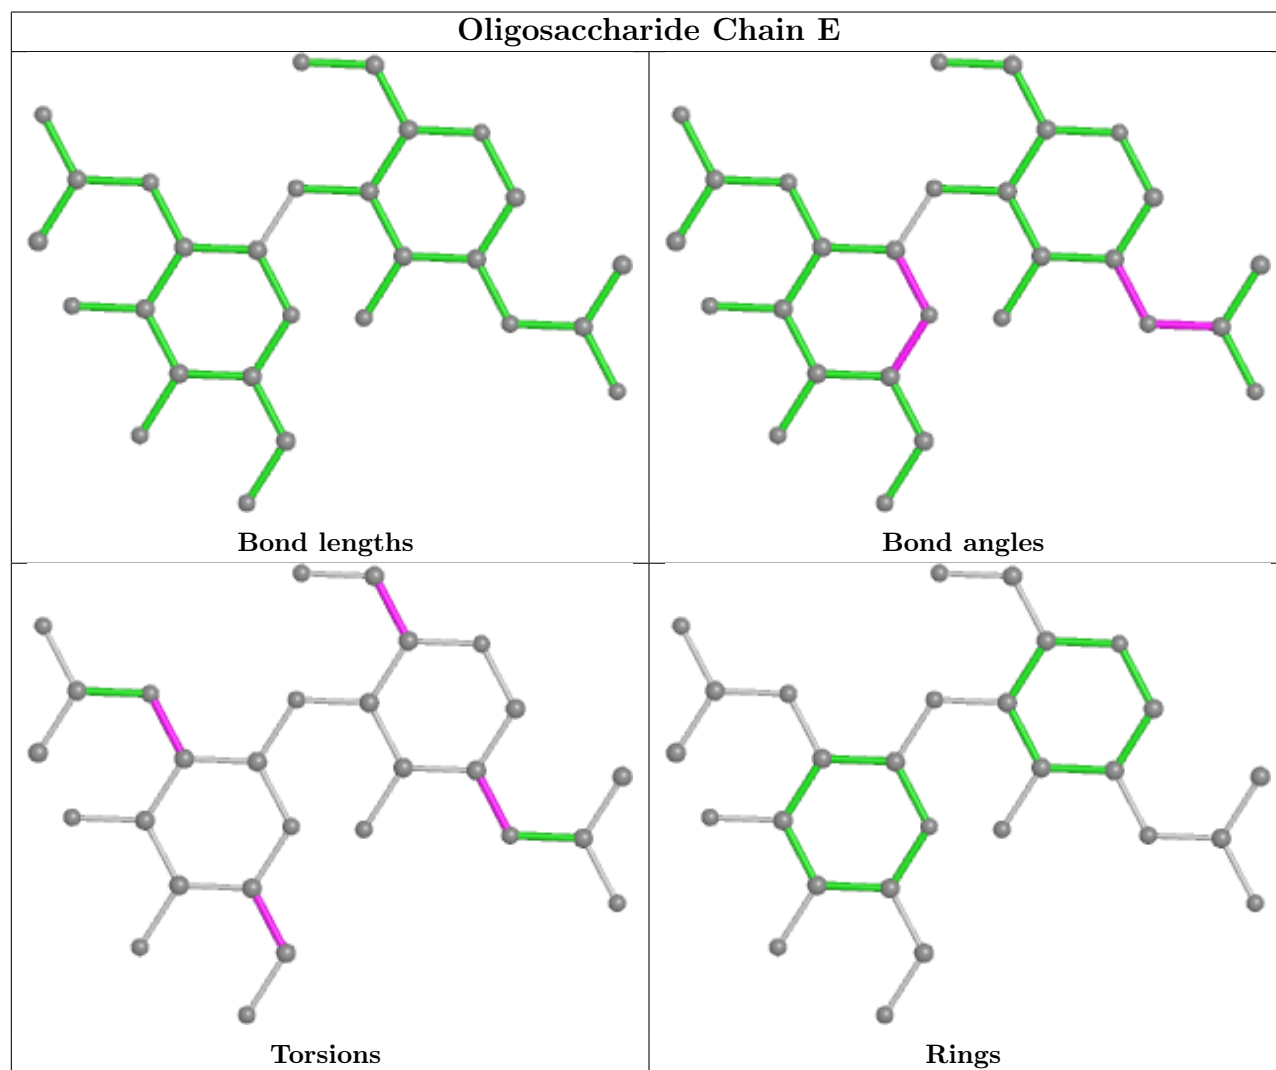 Oligosaccharide Chain E
Bond lengths
Bond angles
Torsions
Rings